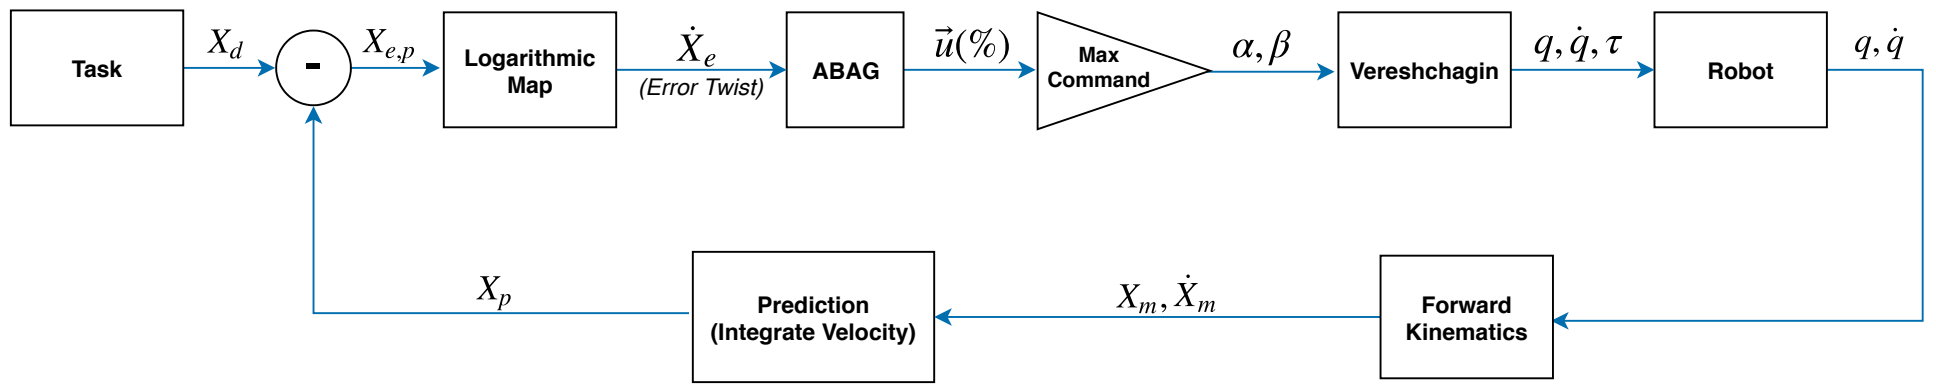 Task
X_d
-
X_{e,p}
Logarithmic
Map
Ẋ_e
(Error Twist)
ABAG
u⃗(%)
Max
Command
α, β
Vereshchagin
q, q̇, τ
Robot
q, q̇
X_p
Prediction
(Integrate Velocity)
X_m, Ẋ_m
Forward
Kinematics